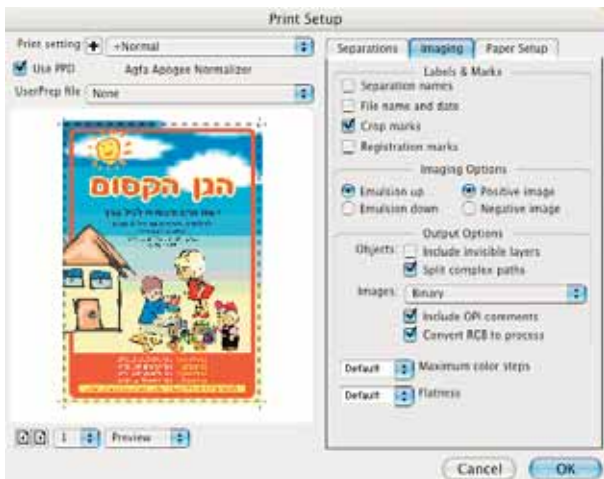 Print Setup
Print setting + +Normal
Use PPD Agfa Apogee Normalizer
UserPrep file None
הגן הקסום
1 Preview
Separations Imaging Paper Setup
Labels & Marks
Separation names
File name and date
Crop marks
Registration marks
Imaging Options
Emulsion up Positive image
Emulsion down Negative image
Output Options
Objects: Include invisible layers
Split complex paths
Images: Binary
Include OPI comments
Convert RGB to process
Default Maximum color steps
Default Flatness
Cancel OK